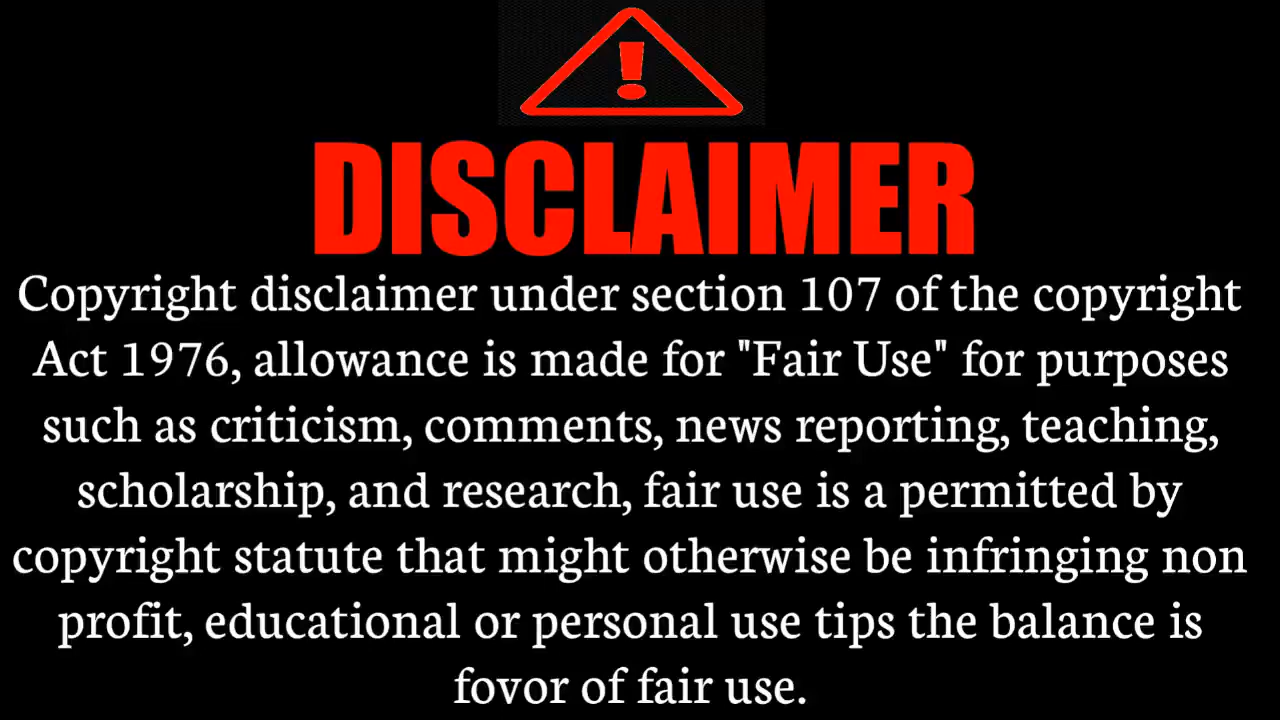 DISCLAIMER
Copyright disclaimer under section 107 of the copyright
Act 1976, allowance is made for "Fair Use" for purposes
such as criticism, comments, news reporting, teaching,
scholarship, and research, fair use is a permitted by
copyright statute that might otherwise be infringing non
profit, educational or personal use tips the balance is
fovor of fair use.